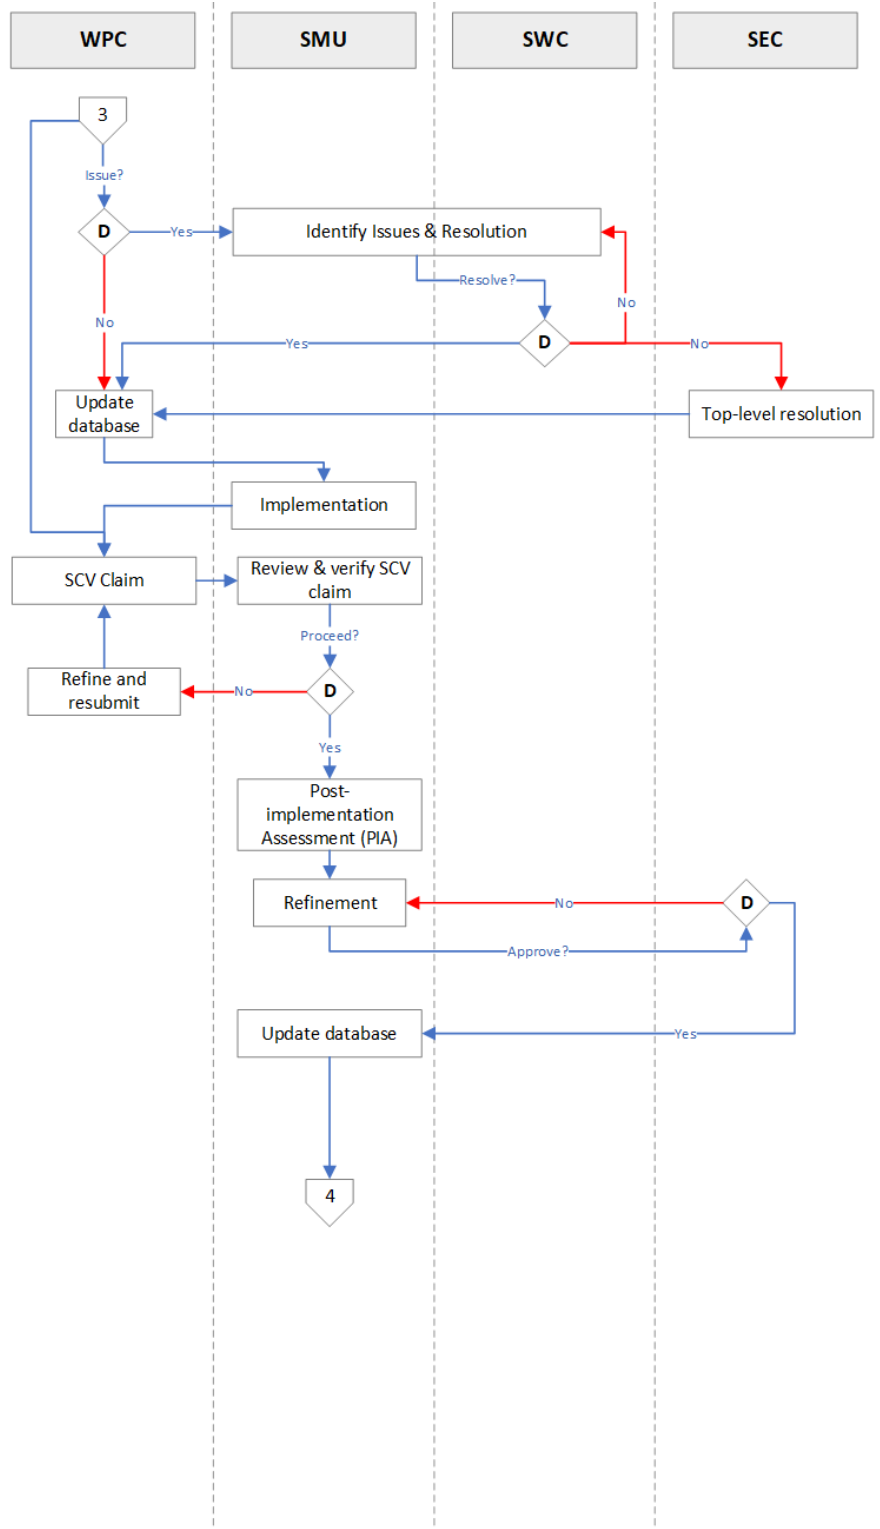 WPC
SMU
SWC
SEC
3
Issue?
D
Yes
Identify Issues & Resolution
Resolve?
No
No
D
Yes
No
Update
database
Top-level resolution
Implementation
SCV Claim
Review & verify SCV
claim
Proceed?
Refine and
resubmit
No
D
Yes
Post-
implementation
Assessment (PIA)
Refinement
No
D
Approve?
Update database
Yes
4